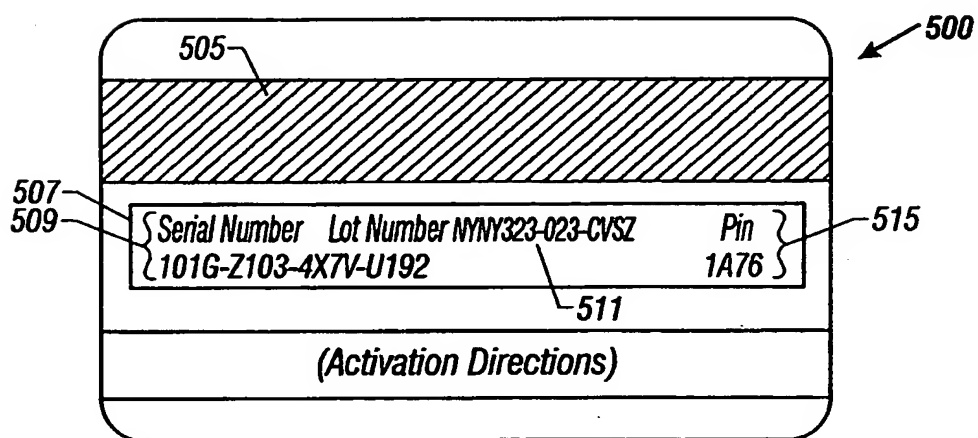 500
505
507
509
Serial Number Lot Number NYNY323-023-CVSZ Pin
515
101G-Z103-4X7V-U192 1A76
511
(Activation Directions)